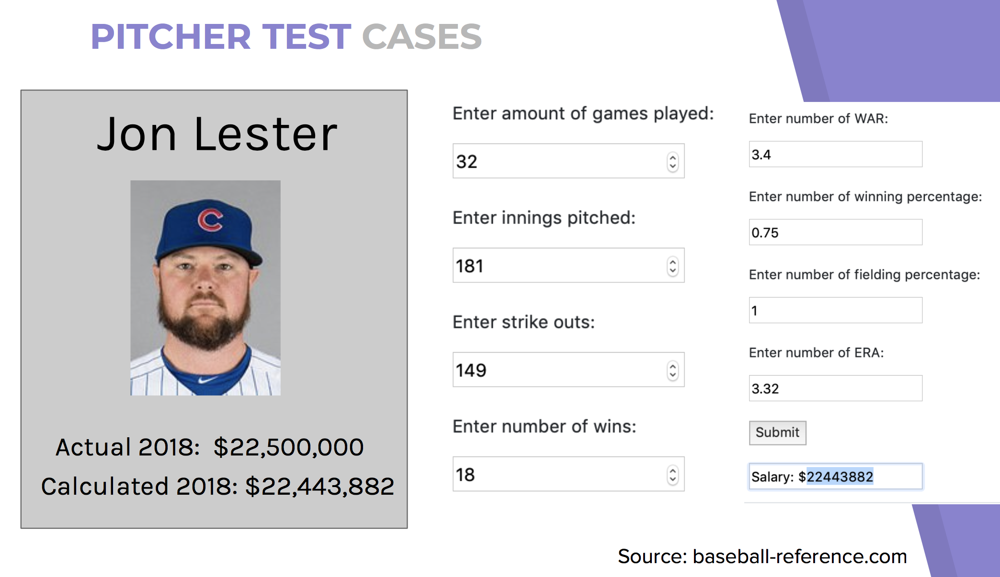 PITCHER TEST CASES
Jon Lester
C
Actual 2018: $22,500,000
Calculated 2018: $22,443,882
Enter amount of games played:
32
Enter innings pitched:
181
Enter strike outs:
149
Enter number of wins:
18
Enter number of WAR:
3.4
Enter number of winning percentage:
0.75
Enter number of fielding percentage:
1
Enter number of ERA:
3.32
Submit
Salary: $22443882
Source: baseball-reference.com